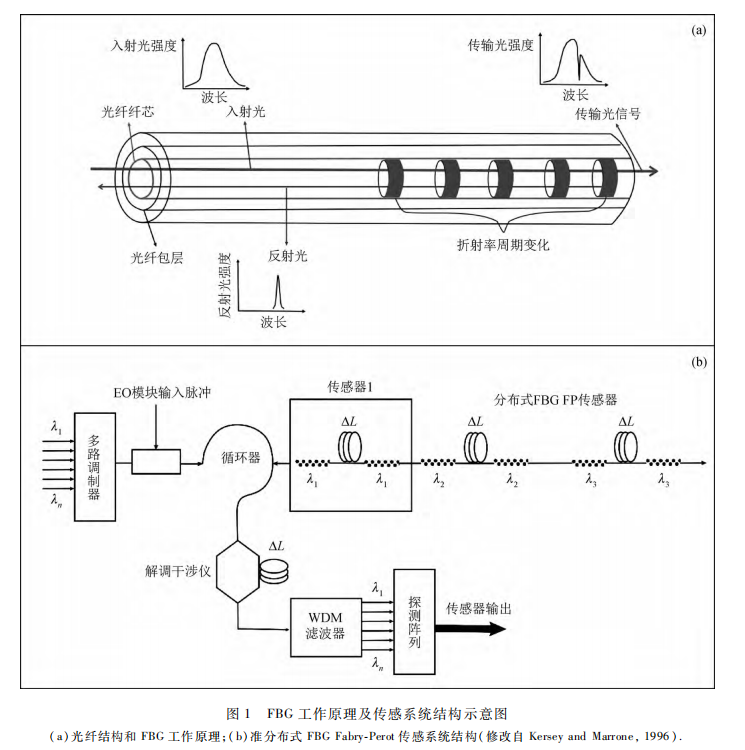 (a)
入射光强度
传输光强度
波长
波长
光纤纤芯
入射光
传输光信号
折射率周期变化
光纤包层
反射光
反射光强度
波长
(b)
EO模块输入脉冲
传感器1
分布式FBG FP传感器
λ1
多路调制器
λn
循环器
ΔL
ΔL
ΔL
λ1
λ1
λ2
λ2
λ3
λ3
解调干涉仪
ΔL
WDM
滤波器
λ1
λn
探测阵列
传感器输出
图 1 FBG 工作原理及传感系统结构示意图
(a)光纤结构和 FBG 工作原理;(b)准分布式 FBG Fabry-Perot 传感系统结构(修改自 Kersey and Marrone, 1996).